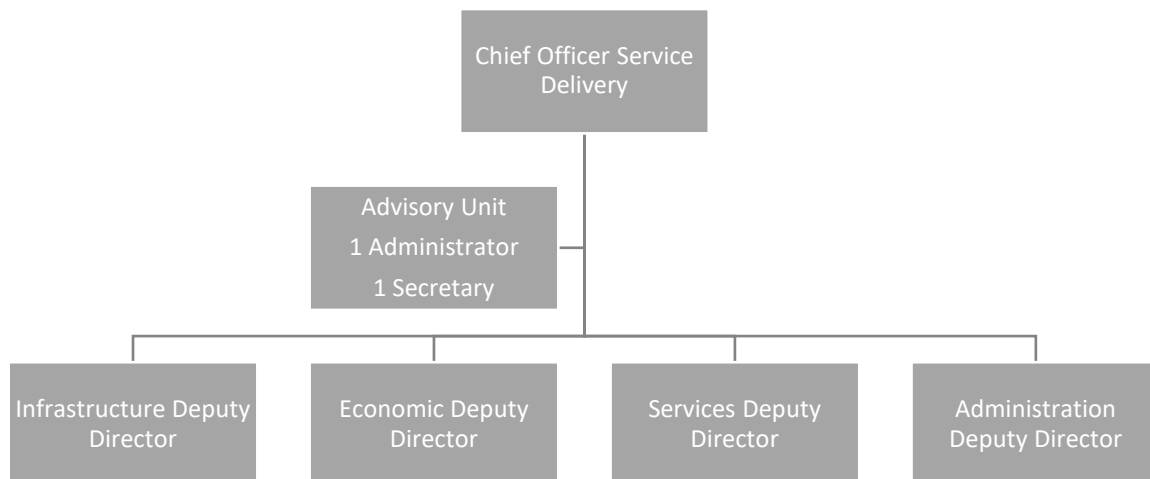 Chief Officer Service
Delivery
Advisory Unit
1 Administrator
1 Secretary
Infrastructure Deputy
Director
Economic Deputy
Director
Services Deputy
Director
Administration
Deputy Director